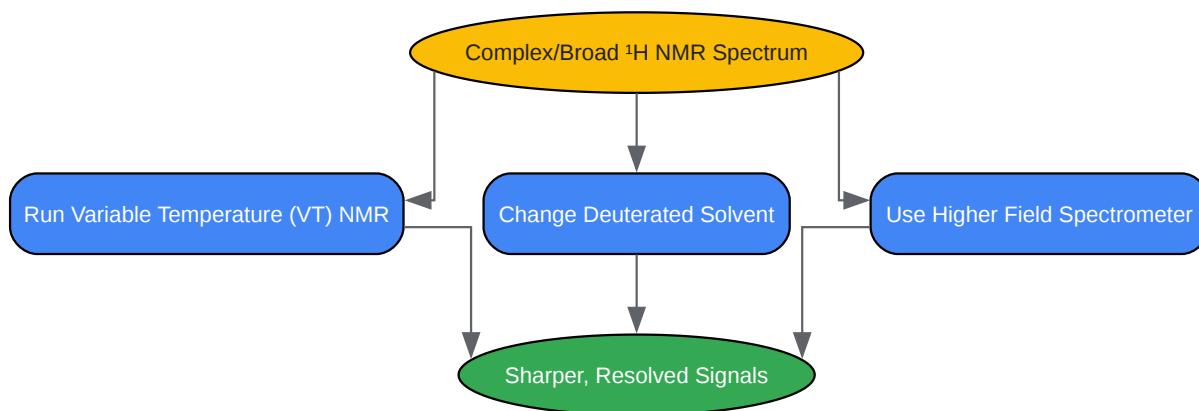 Complex/Broad ¹H NMR Spectrum
Run Variable Temperature (VT) NMR
Change Deuterated Solvent
Use Higher Field Spectrometer
Sharper, Resolved Signals